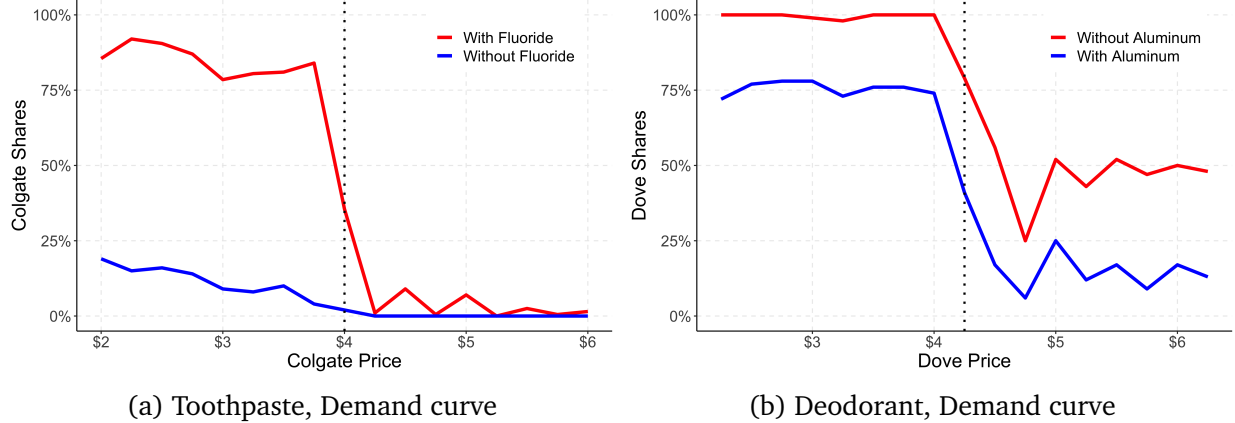 100%
75%
50%
25%
0%
Colgate Shares
With Fluoride
Without Fluoride
$2
$3
$4
$5
$6
Colgate Price
(a) Toothpaste, Demand curve
100%
75%
50%
25%
0%
Dove Shares
Without Aluminum
With Aluminum
$3
$4
$5
$6
Dove Price
(b) Deodorant, Demand curve